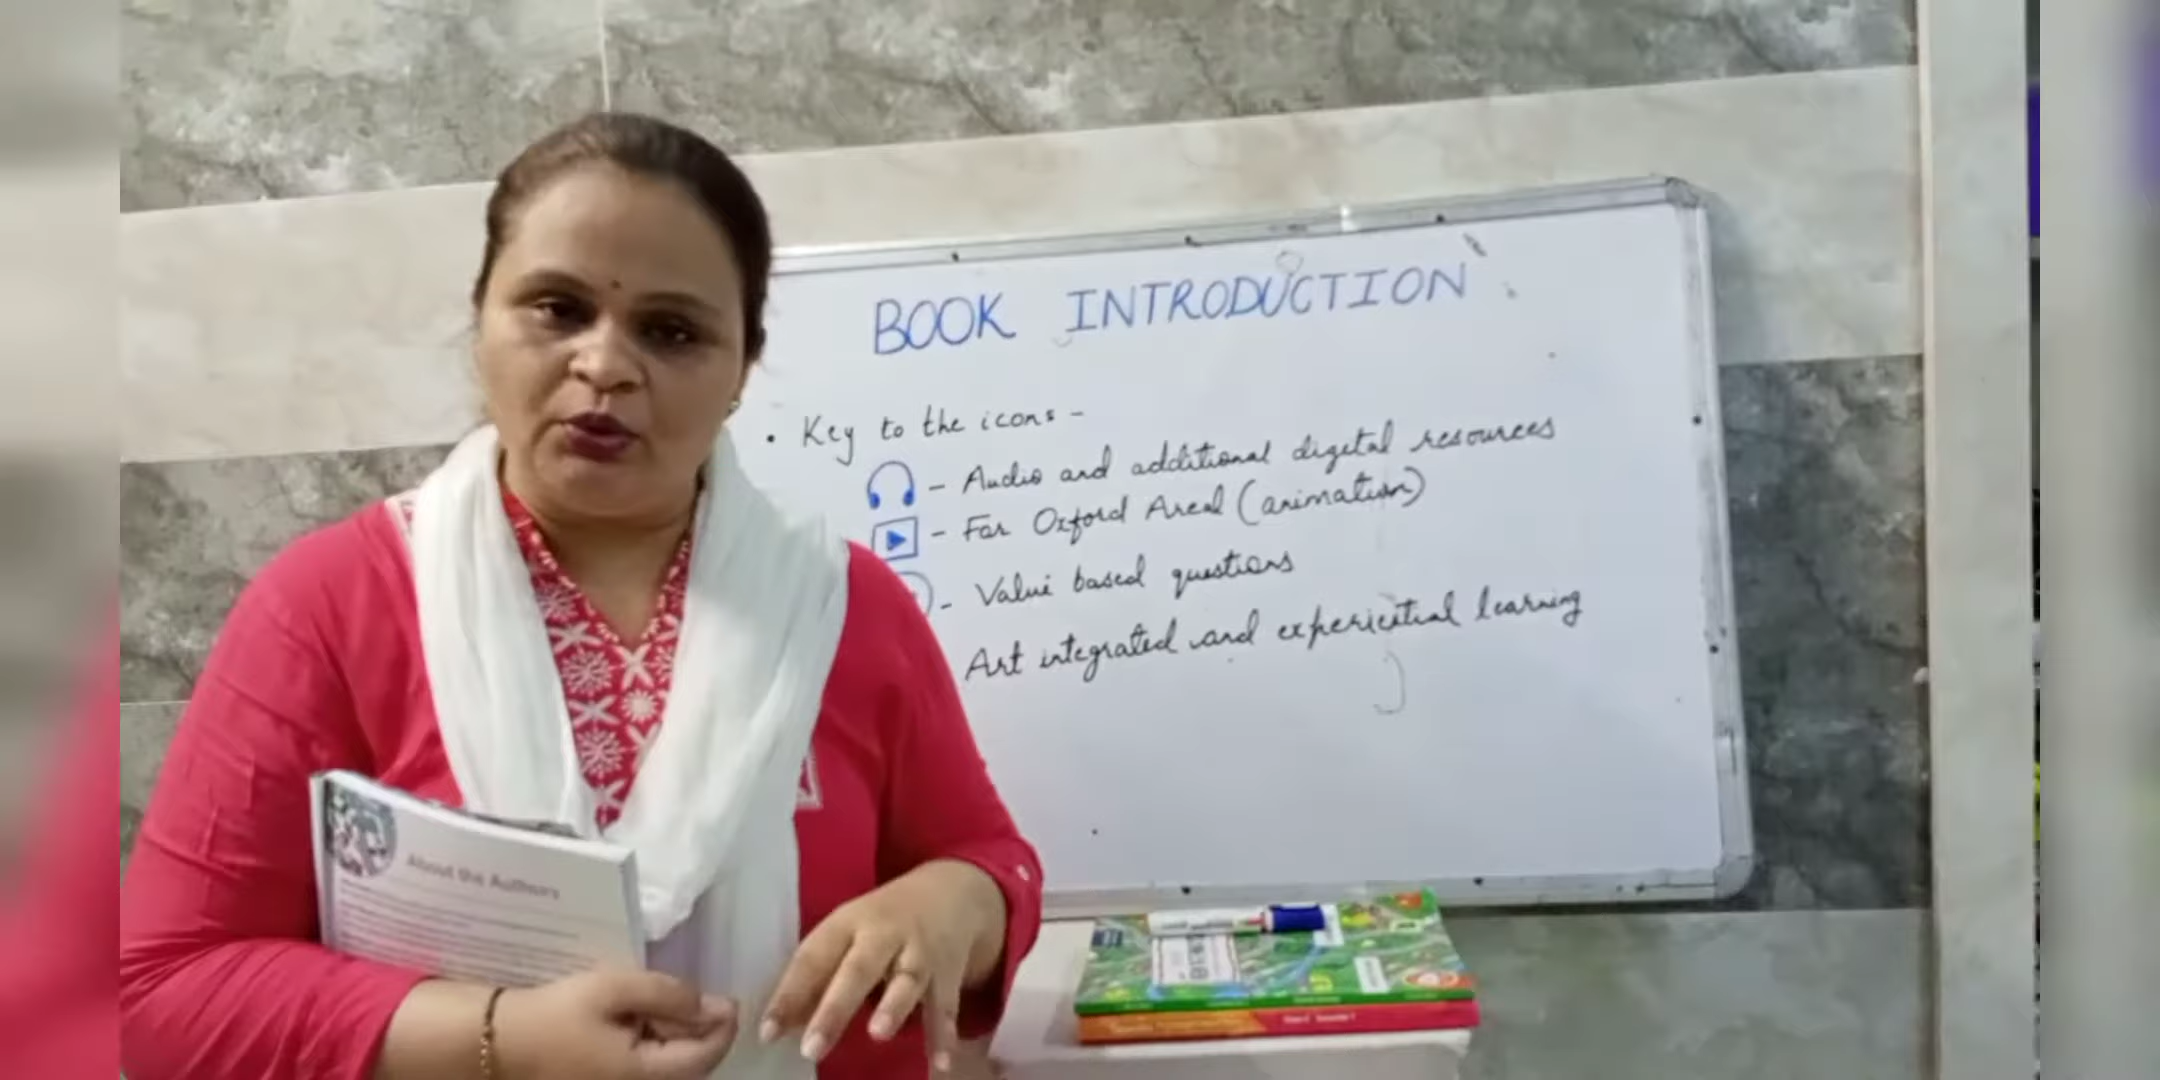 BOOK INTRODUCTION
• Key to the icons -
- Audio and additional digital resources
- For Oxford Areal (animation)
- Value based questions
Art integrated and experiential learning
About the Authors